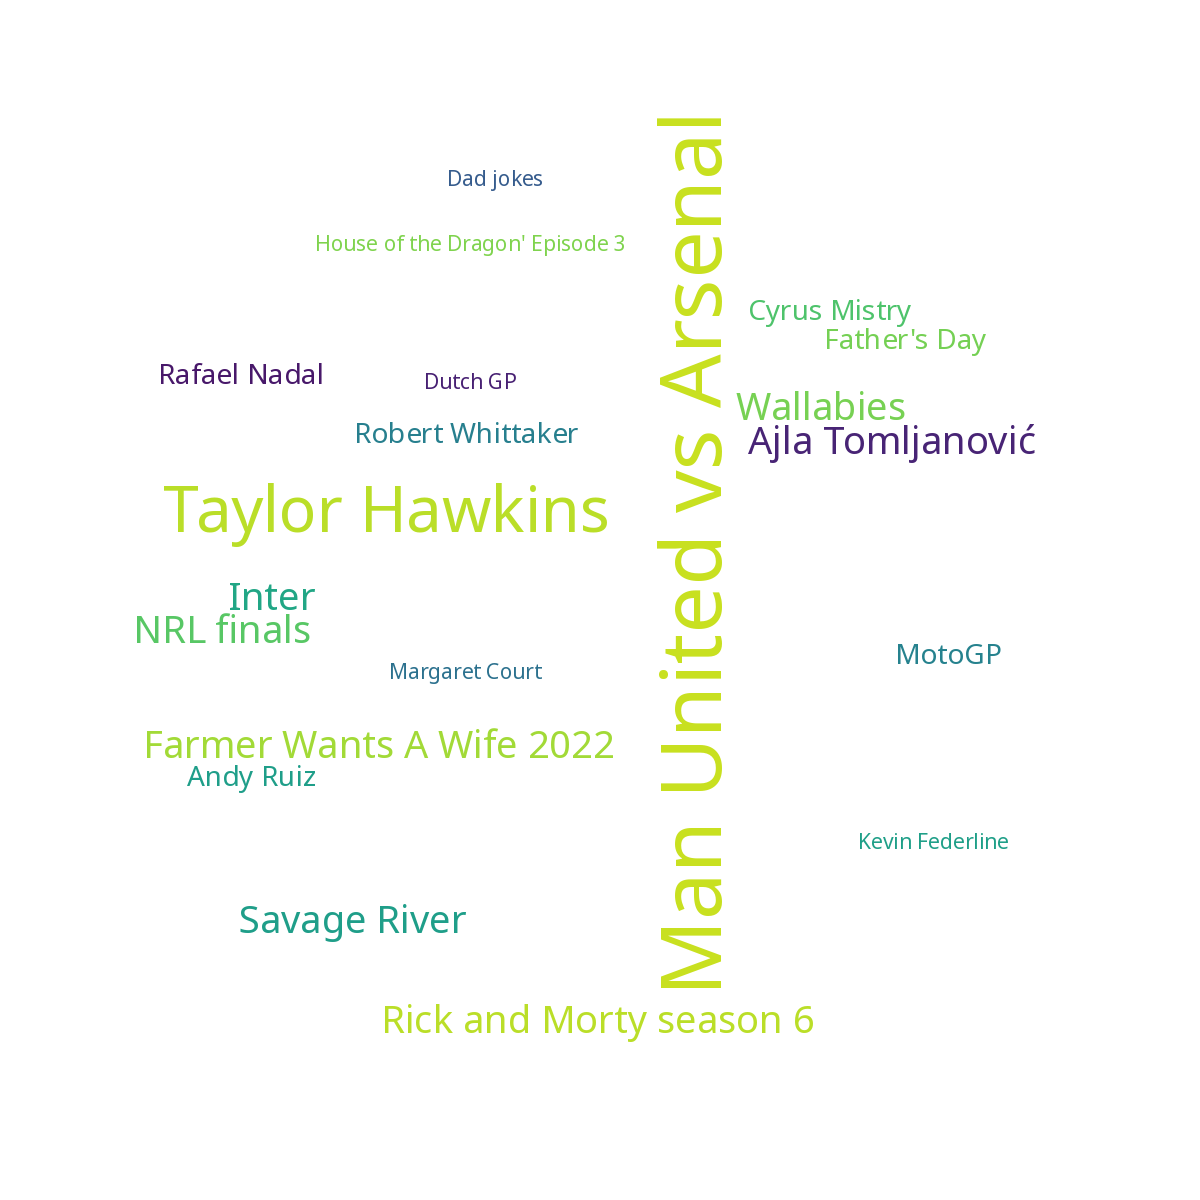 Dad jokes
House of the Dragon' Episode 3
Man United vs Arsenal
Cyrus Mistry
Father's Day
Rafael Nadal
Dutch GP
Wallabies
Robert Whittaker
Ajla Tomljanović
Taylor Hawkins
Inter
NRL finals
MotoGP
Margaret Court
Farmer Wants A Wife 2022
Andy Ruiz
Kevin Federline
Savage River
Rick and Morty season 6